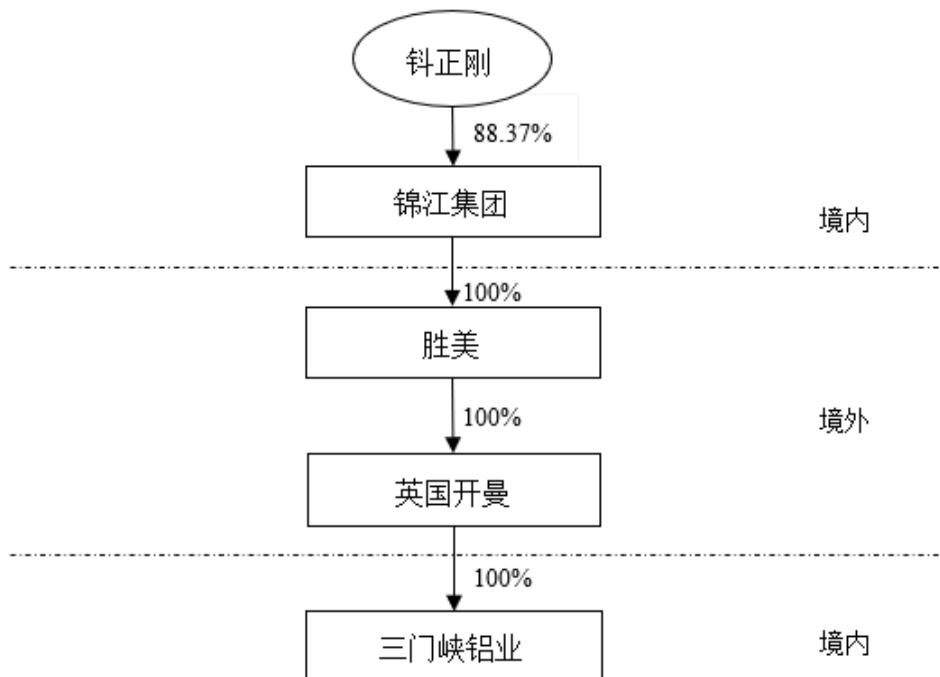 钭正刚
88.37%
锦江集团
境内
100%
胜美
100%
境外
英国开曼
100%
三门峡铝业
境内